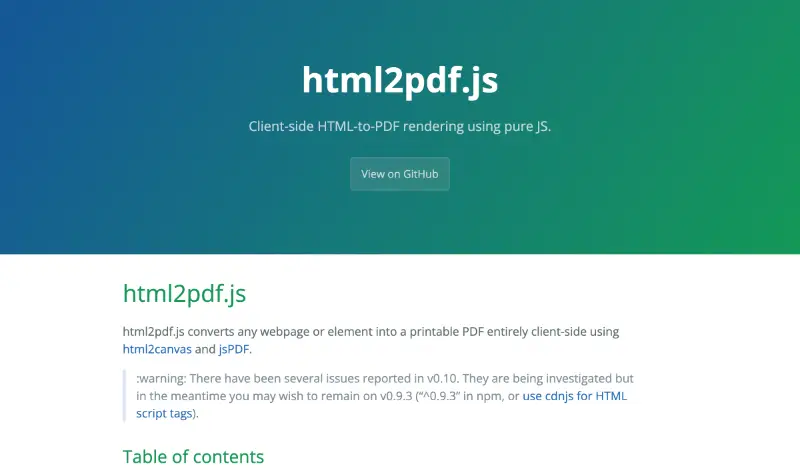 html2pdf.js
Client-side HTML-to-PDF rendering using pure JS.
View on GitHub
html2pdf.js
html2pdf.js converts any webpage or element into a printable PDF entirely client-side using
html2canvas and jsPDF.
:warning: There have been several issues reported in v0.10. They are being investigated but
in the meantime you may wish to remain on v0.9.3 (“^0.9.3” in npm, or use cdnjs for HTML
script tags).
Table of contents